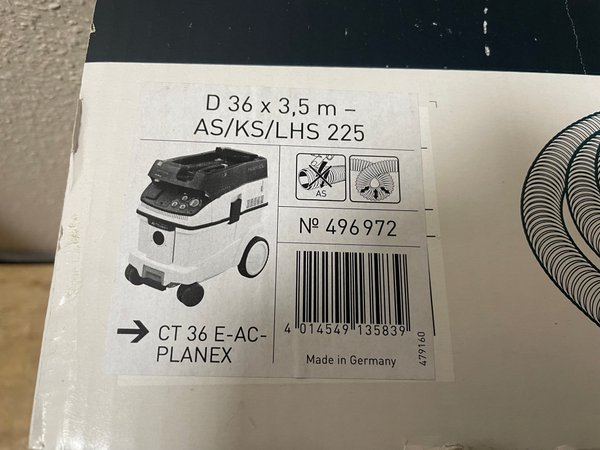 D 36 x 3,5 m –
AS/KS/LHS 225
AS
№ 496972
4 014549 135839
479160
→ CT 36 E-AC-
PLANEX
Made in Germany